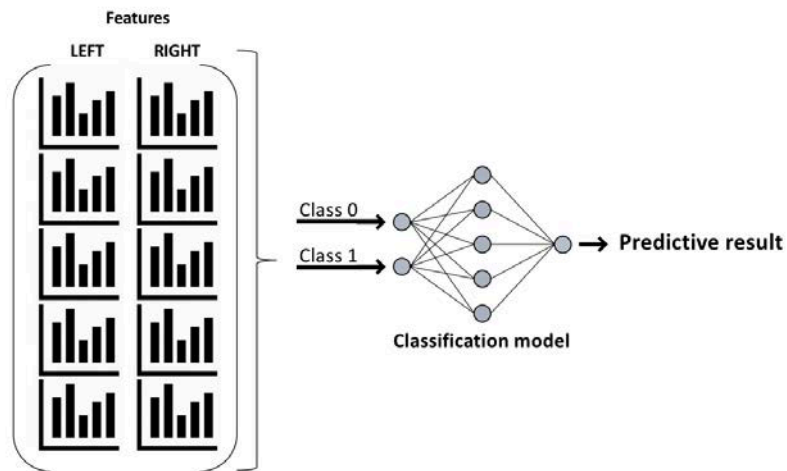 Features
LEFT RIGHT
Class 0
Class 1
Predictive result
Classification model